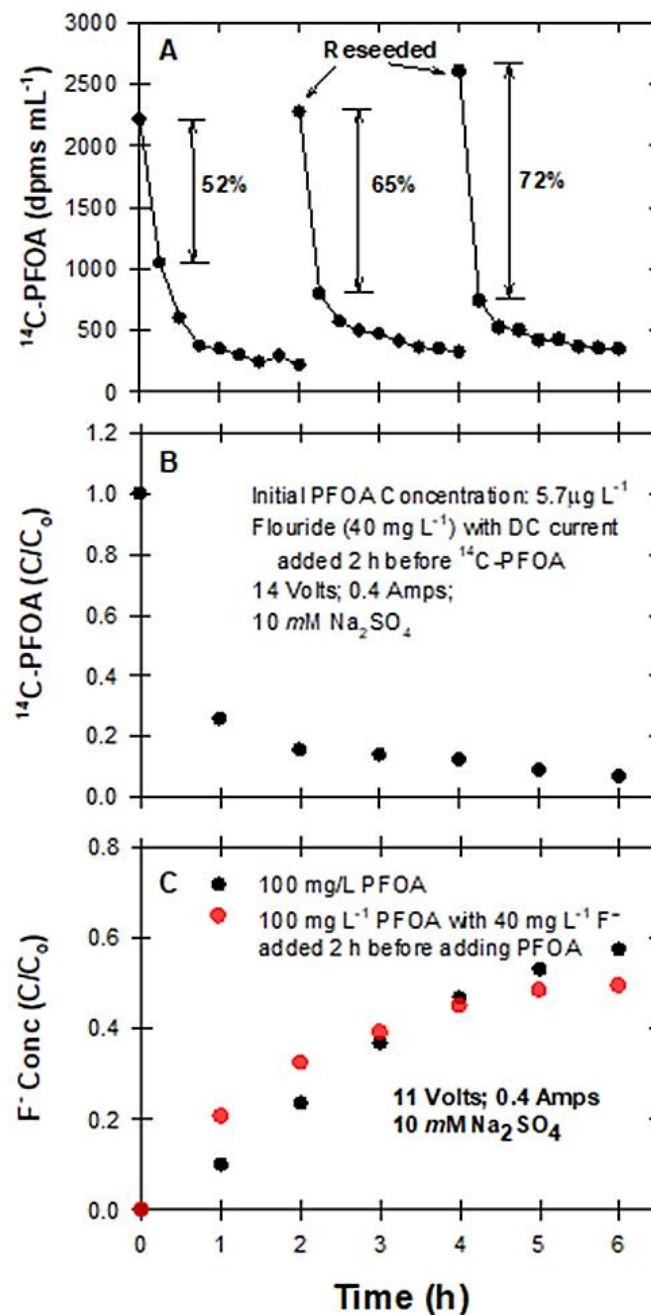 3000
A
Reseeded
2500
2000
52%
65%
72%
1500
1000
500
0
¹⁴C-PFOA (dpms mL⁻¹)
1.2
B
1.0
Initial PFOA Concentration: 5.7µg L⁻¹
Flouride (40 mg L⁻¹) with DC current
added 2 h before ¹⁴C-PFOA
14 Volts; 0.4 Amps;
10 mM Na₂SO₄
0.8
0.6
0.4
0.2
0.0
¹⁴C-PFOA (C/Cₒ)
0.8
C
100 mg/L PFOA
100 mg L⁻¹ PFOA with 40 mg L⁻¹ F⁻
added 2 h before adding PFOA
0.6
0.4
11 Volts; 0.4 Amps
10 mM Na₂SO₄
0.2
0.0
F⁻ Conc (C/Cₒ)
0 1 2 3 4 5 6
Time (h)